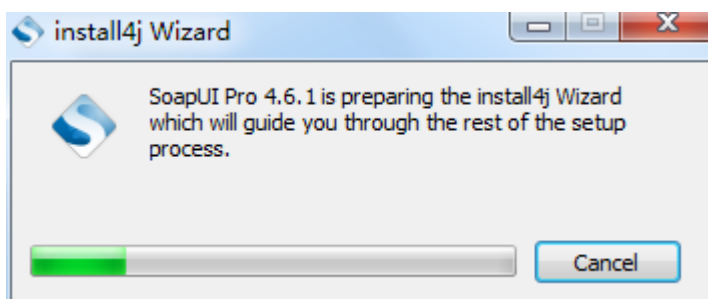 install4j Wizard
SoapUI Pro 4.6.1 is preparing the install4j Wizard
which will guide you through the rest of the setup
process.
Cancel